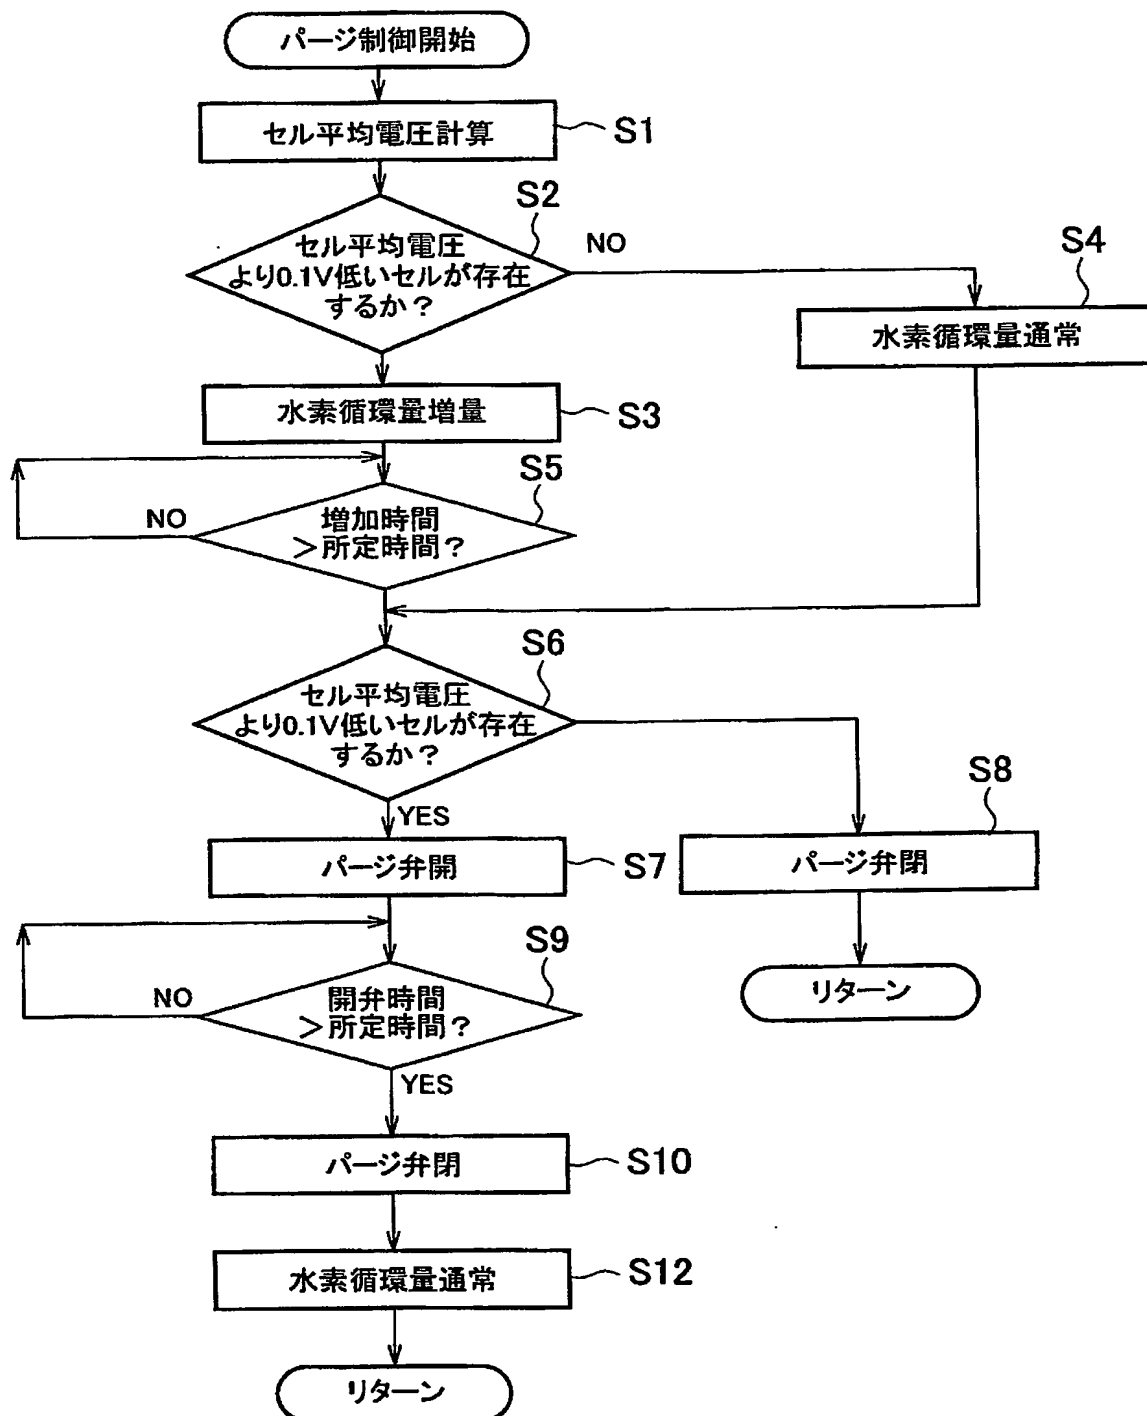 パージ制御開始
セル平均電圧計算
S1
S2
セル平均電圧
より0.1V低いセルが存在
するか?
NO
S4
水素循環量通常
水素循環量増量
S3
S5
増加時間
>所定時間?
NO
S6
セル平均電圧
より0.1V低いセルが存在
するか?
YES
S8
パージ弁開
S7
パージ弁閉
S9
開弁時間
>所定時間?
NO
リターン
YES
パージ弁閉
S10
水素循環量通常
S12
リターン